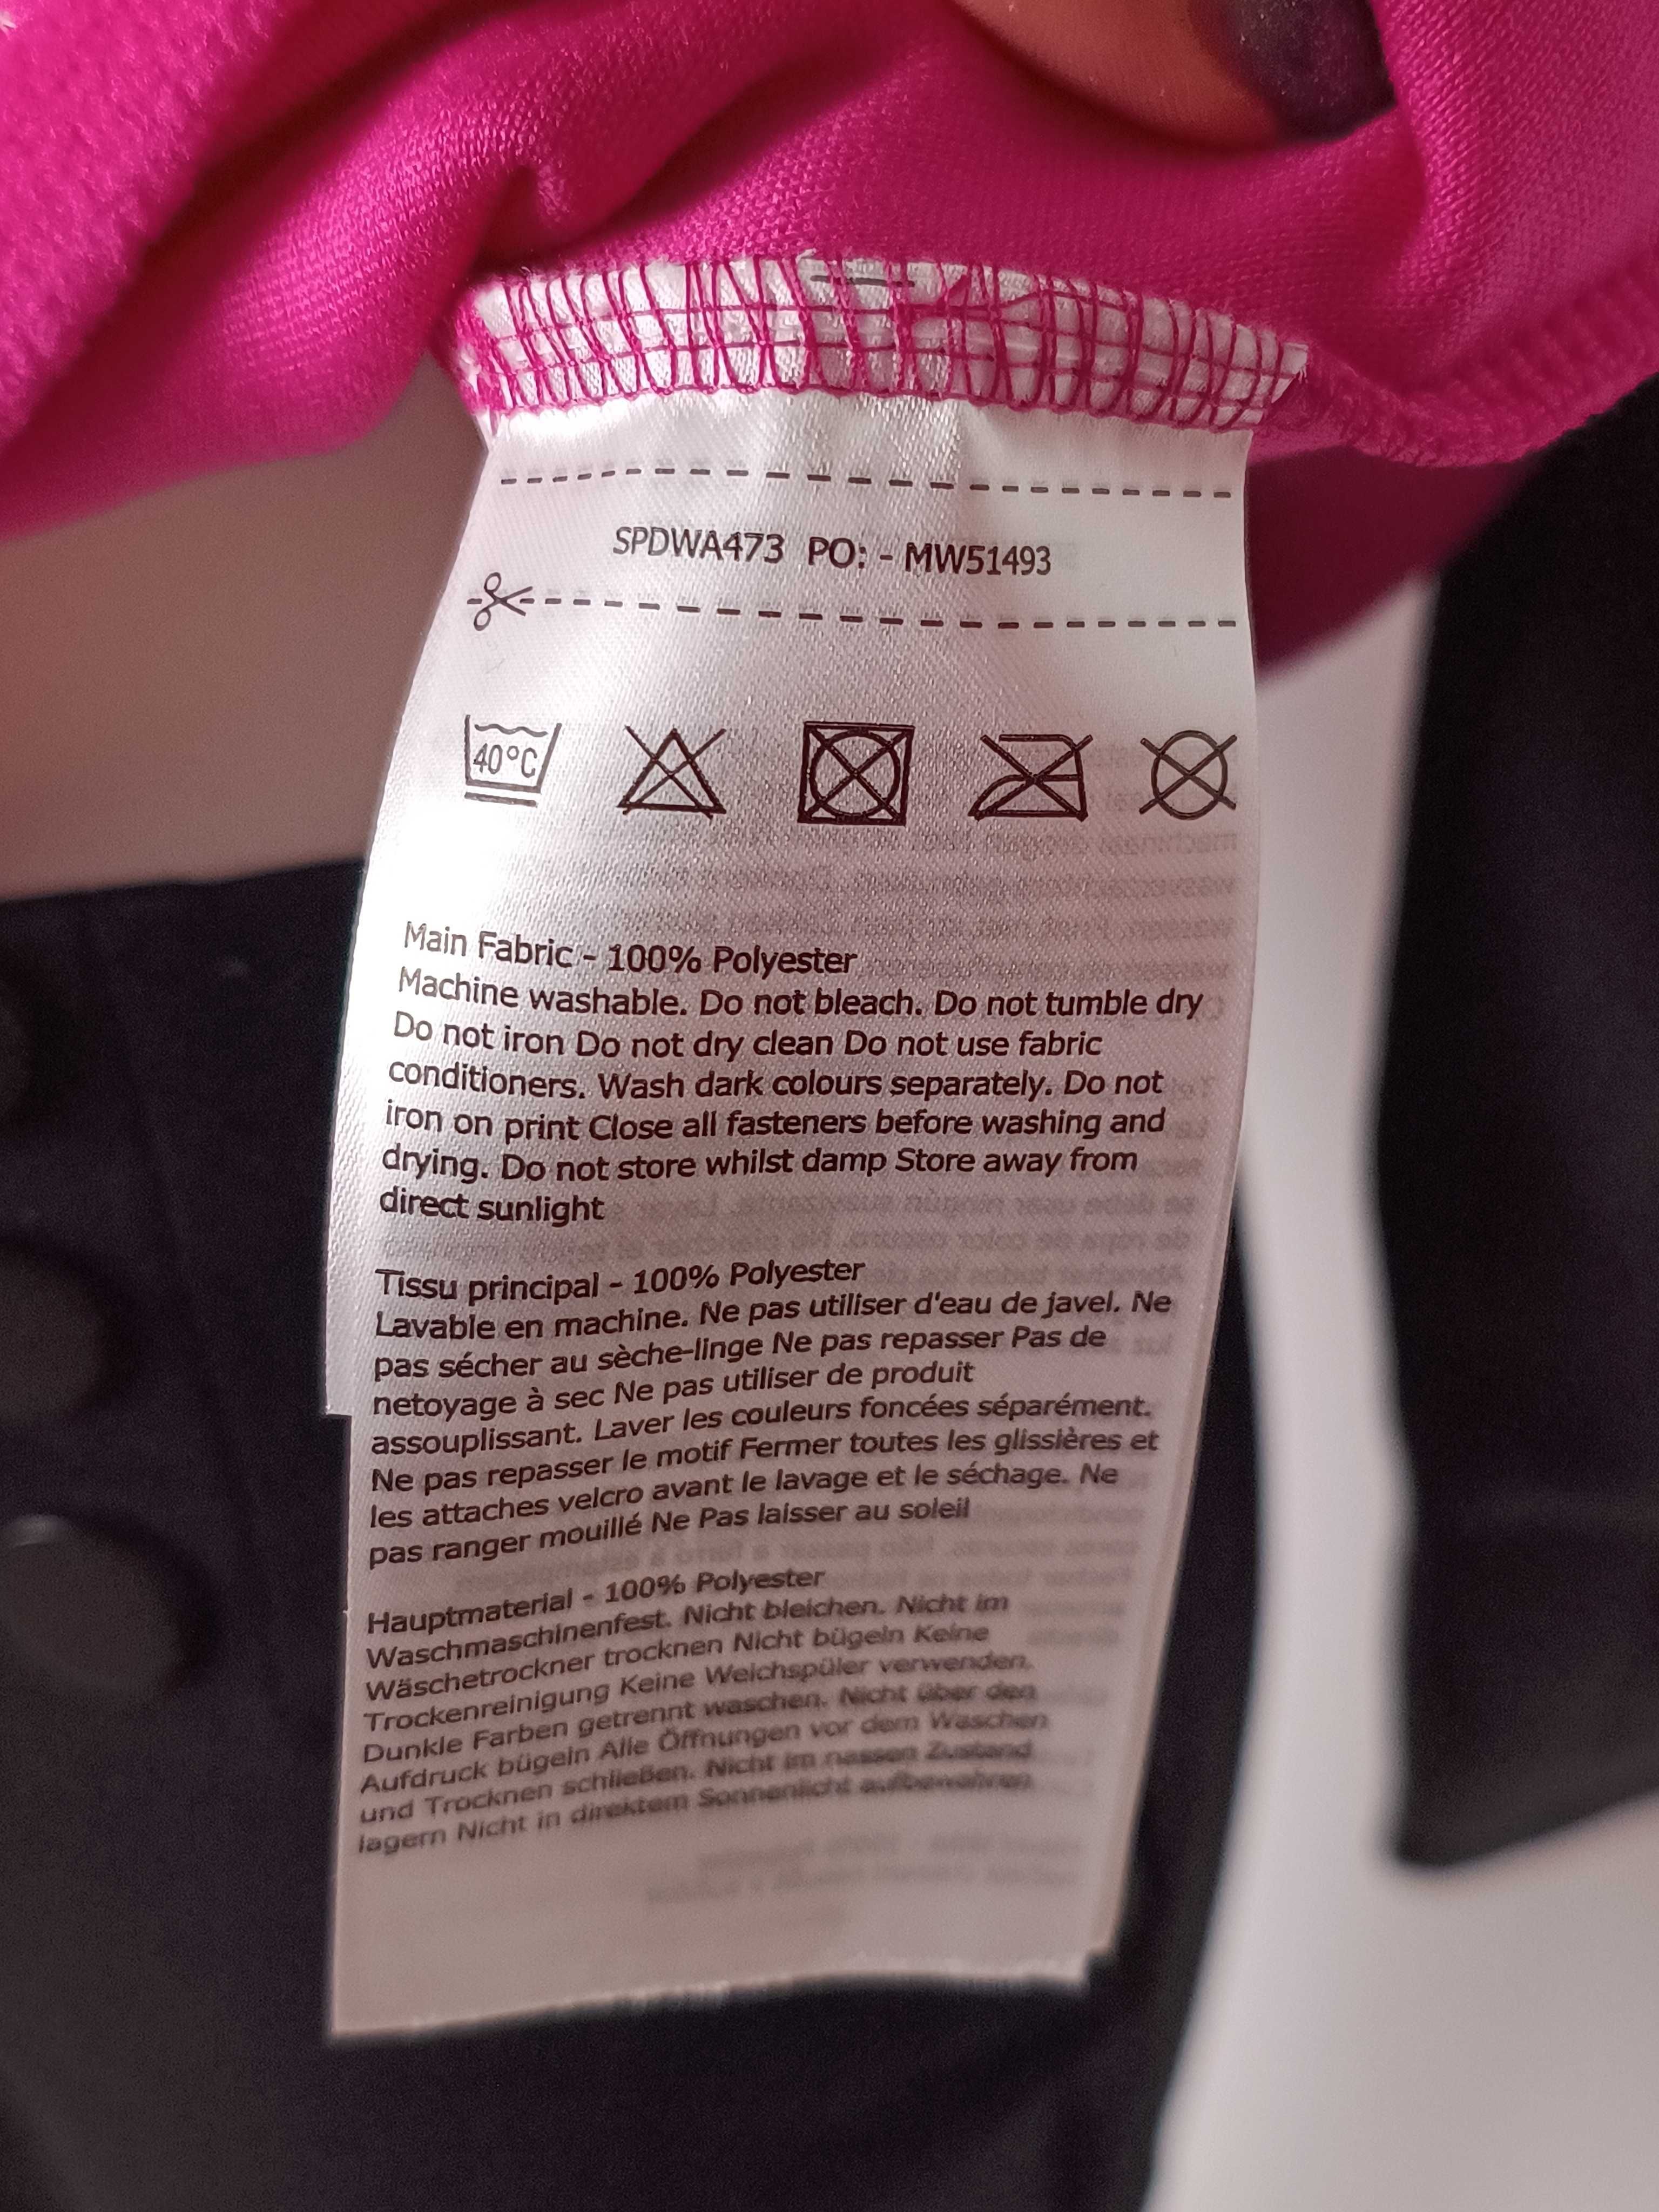 SPDWA473 PO: - MW51493
40°C
Main Fabric - 100% Polyester
Machine washable. Do not bleach. Do not tumble dry
Do not iron Do not dry clean Do not use fabric
conditioners. Wash dark colours separately. Do not
iron on print Close all fasteners before washing and
drying. Do not store whilst damp Store away from
direct sunlight
Tissu principal - 100% Polyester
Lavable en machine. Ne pas utiliser d'eau de javel. Ne
pas sécher au sèche-linge Ne pas repasser Pas de
netoyage à sec Ne pas utiliser de produit
assouplissant. Laver les couleurs foncées séparément.
Ne pas repasser le motif Fermer toutes les glissières et
les attaches velcro avant le lavage et le séchage. Ne
pas ranger mouillé Ne Pas laisser au soleil
Hauptmaterial - 100% Polyester
Waschmaschinenfest. Nicht bleichen. Nicht im
Wäschetrockner trocknen Nicht bügeln Keine
Trockenreinigung Keine Weichspüler verwenden.
Dunkle Farben getrennt waschen. Nicht über den
Aufdruck bügeln Alle Öffnungen vor dem Waschen
und Trocknen schließen. Nicht im nassen Zustand
lagern Nicht in direktem Sonnenlicht aufbewahren